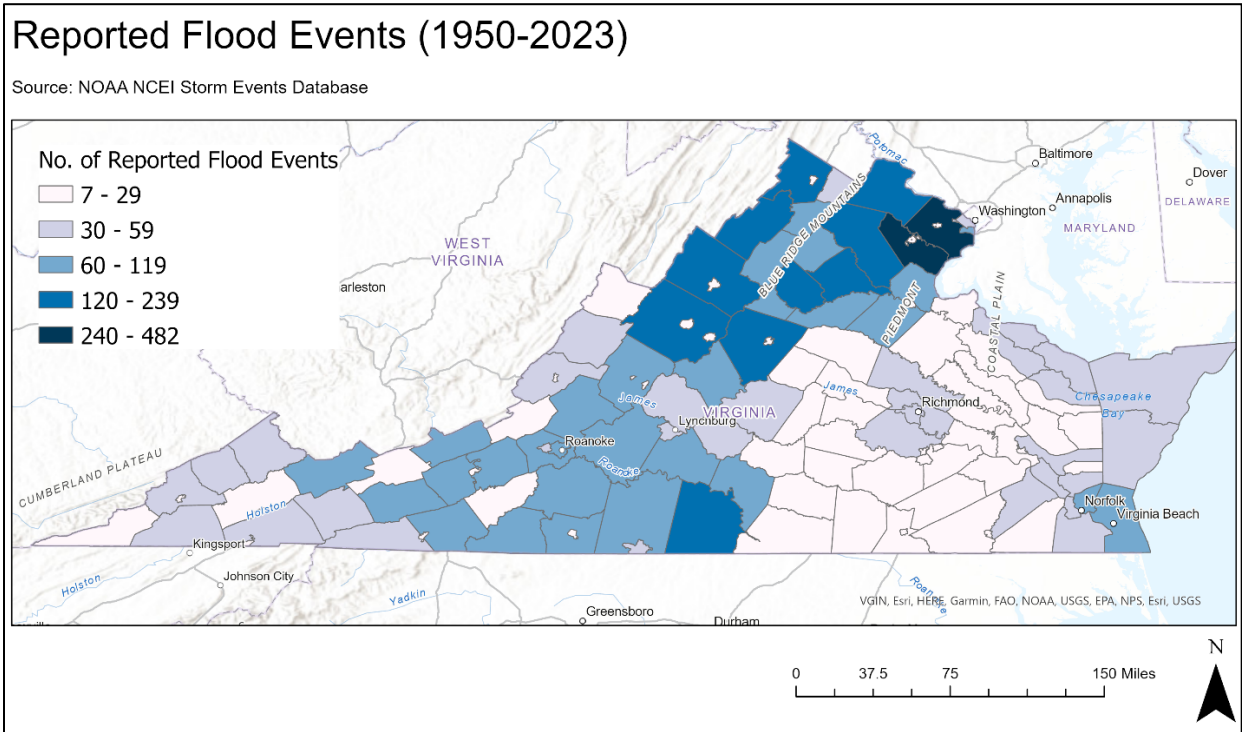 Reported Flood Events (1950-2023)
Source: NOAA NCEI Storm Events Database
No. of Reported Flood Events
7 - 29
30 - 59
60 - 119
120 - 239
240 - 482
Potomac
Baltimore
Dover
Annapolis
DELAWARE
Washington
MARYLAND
WEST
VIRGINIA
BLUE RIDGE MOUNTAINS
arleston
PIEDMONT
COASTAL PLAIN
James
James
Chesapeake
Bay
Richmond
VIRGINIA
Lynchburg
Roanoke
Roanoke
CUMBERLAND PLATEAU
Holston
Norfolk
Virginia Beach
Kingsport
Johnson City
Holston
Yadkin
Roanoke
VGIN, Esri, HERE, Garmin, FAO, NOAA, USGS, EPA, NPS, Esri, USGS
Greensboro
Durham
N
0 37.5 75 150 Miles